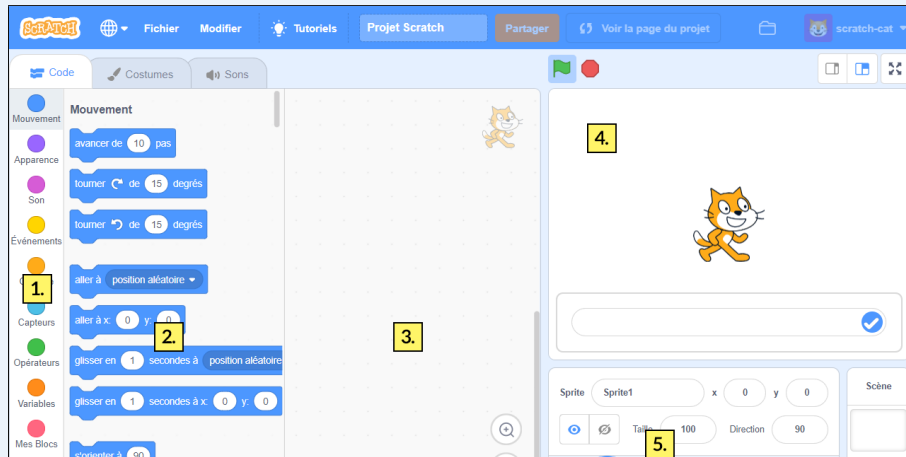 SCRATCH Fichier Modifier Tutoriels Projet Scratch Partager Voir la page du projet scratch-cat
Code Costumes Sons
Mouvement
Apparence
Son
Événements
1.
Capteurs
Opérateurs
Variables
Mes Blocs
Mouvement
avancer de 10 pas
tourner de 15 degrés
tourner de 15 degrés
aller à position aléatoire
aller à x: 0 y: 0
2.
glisser en 1 secondes à position aléatoire
glisser en 1 secondes à x: 0 y: 0
s'orienter à 90
3.
4.
Sprite Sprite1 x 0 y 0
Taille 100 Direction 90
5.
Scène